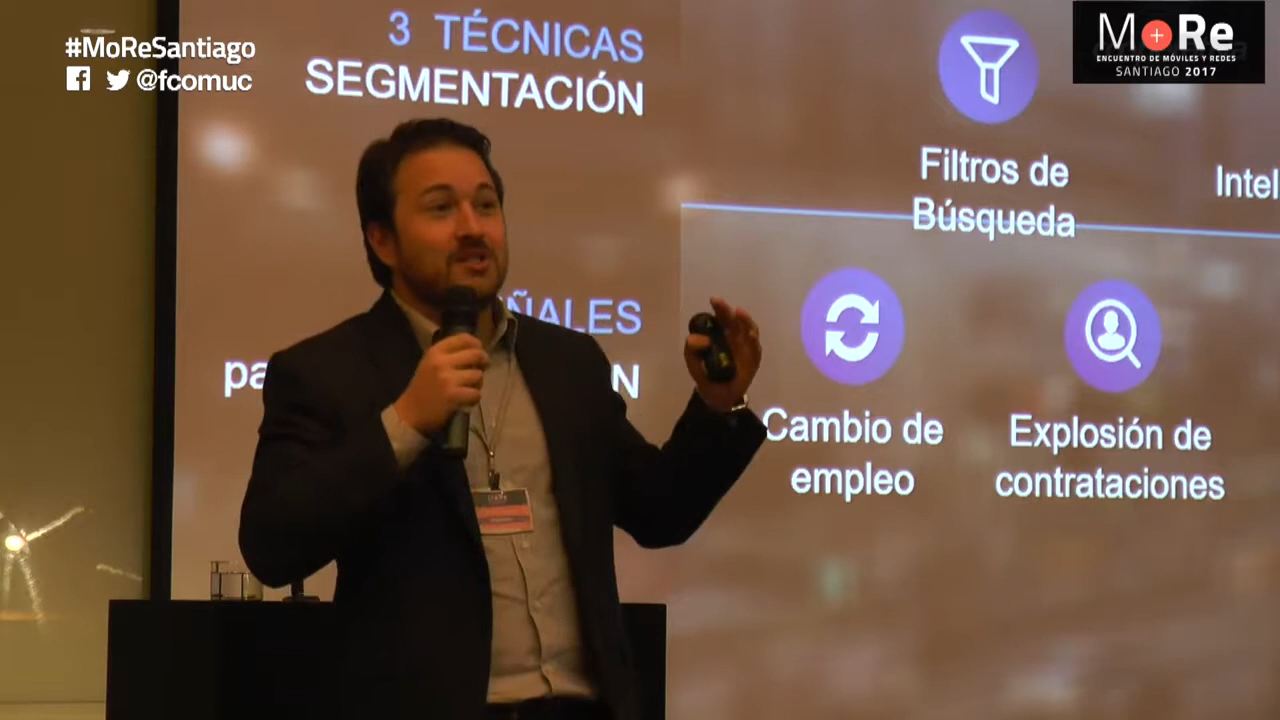 #MoReSantiago
@fcomuc
MoRe
ENCUENTRO DE MÓVILES Y REDES
SANTIAGO 2017
3 TÉCNICAS
SEGMENTACIÓN
Filtros de
Búsqueda
Cambio de
empleo
Explosión de
contrataciones